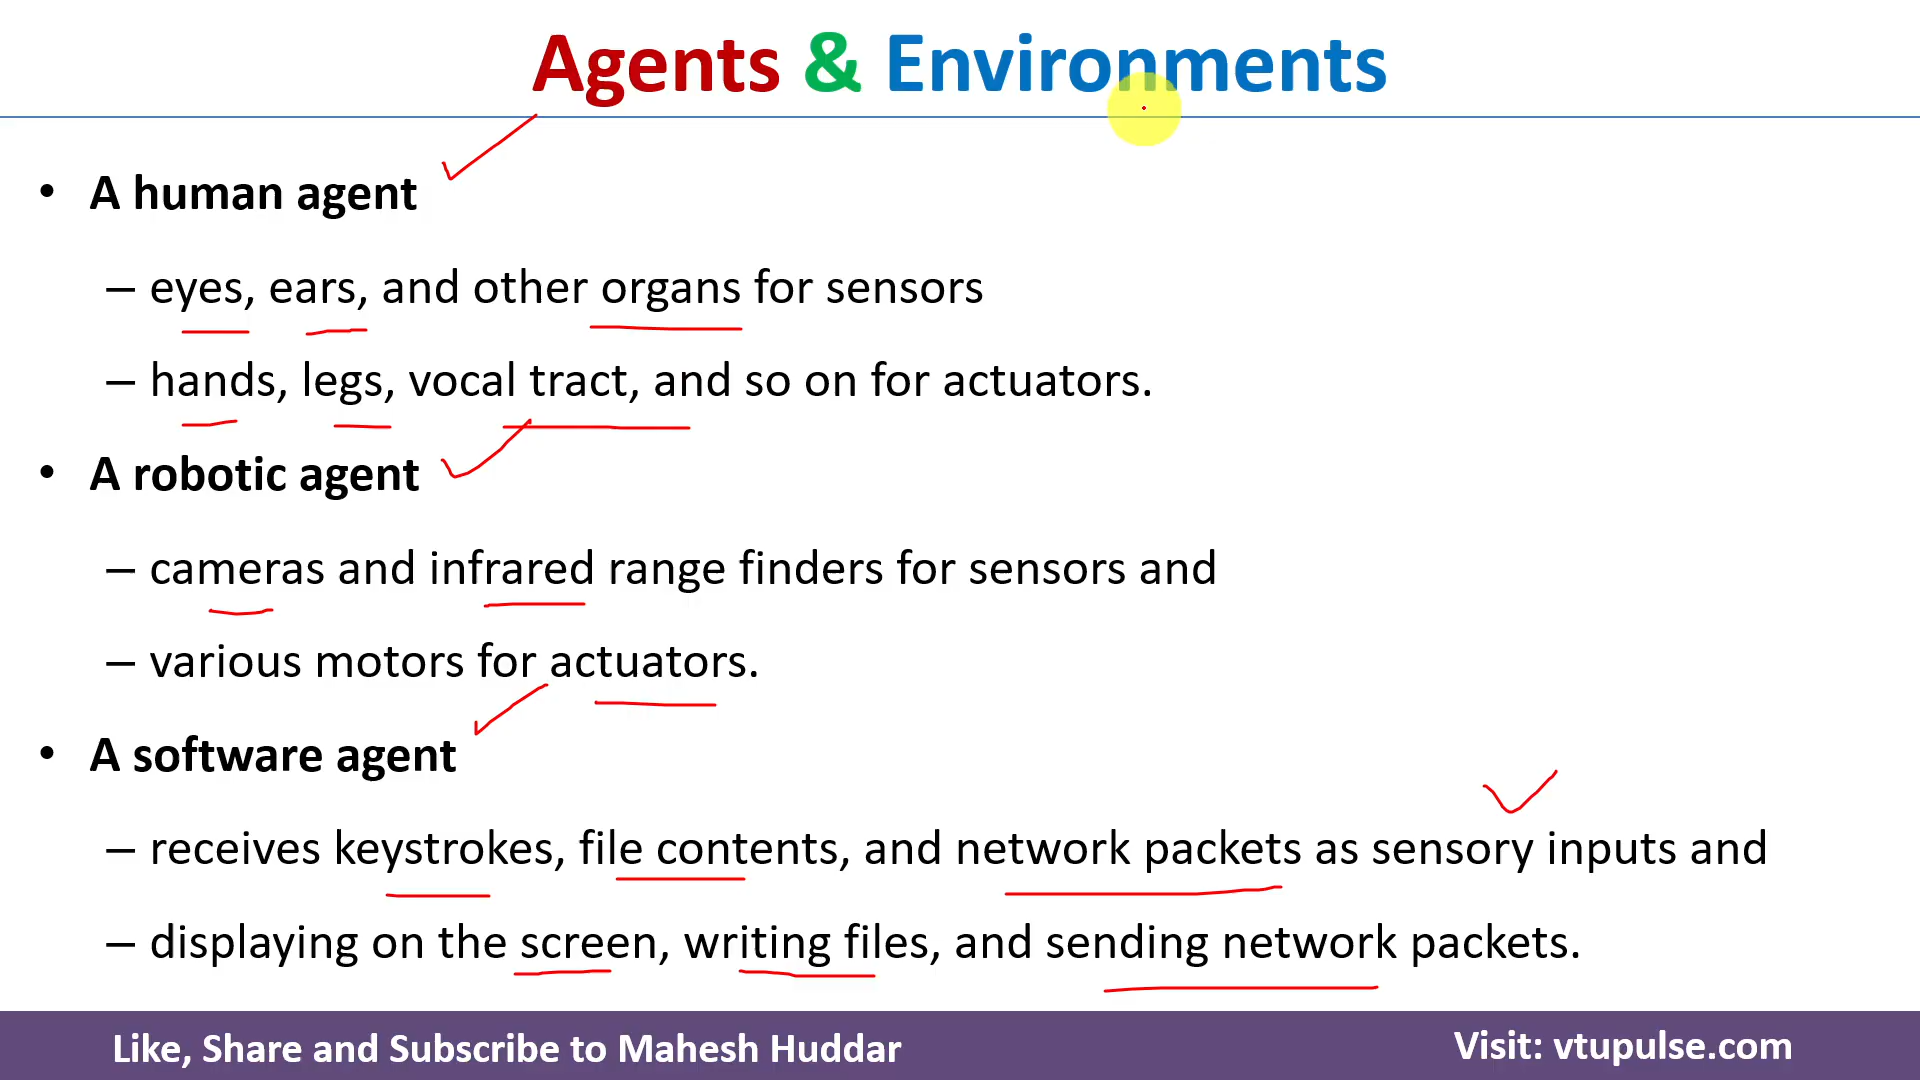 Agents & Environments
• A human agent
– eyes, ears, and other organs for sensors
– hands, legs, vocal tract, and so on for actuators.
• A robotic agent
– cameras and infrared range finders for sensors and
– various motors for actuators.
• A software agent
– receives keystrokes, file contents, and network packets as sensory inputs and
– displaying on the screen, writing files, and sending network packets.
Like, Share and Subscribe to Mahesh Huddar
Visit: vtupulse.com